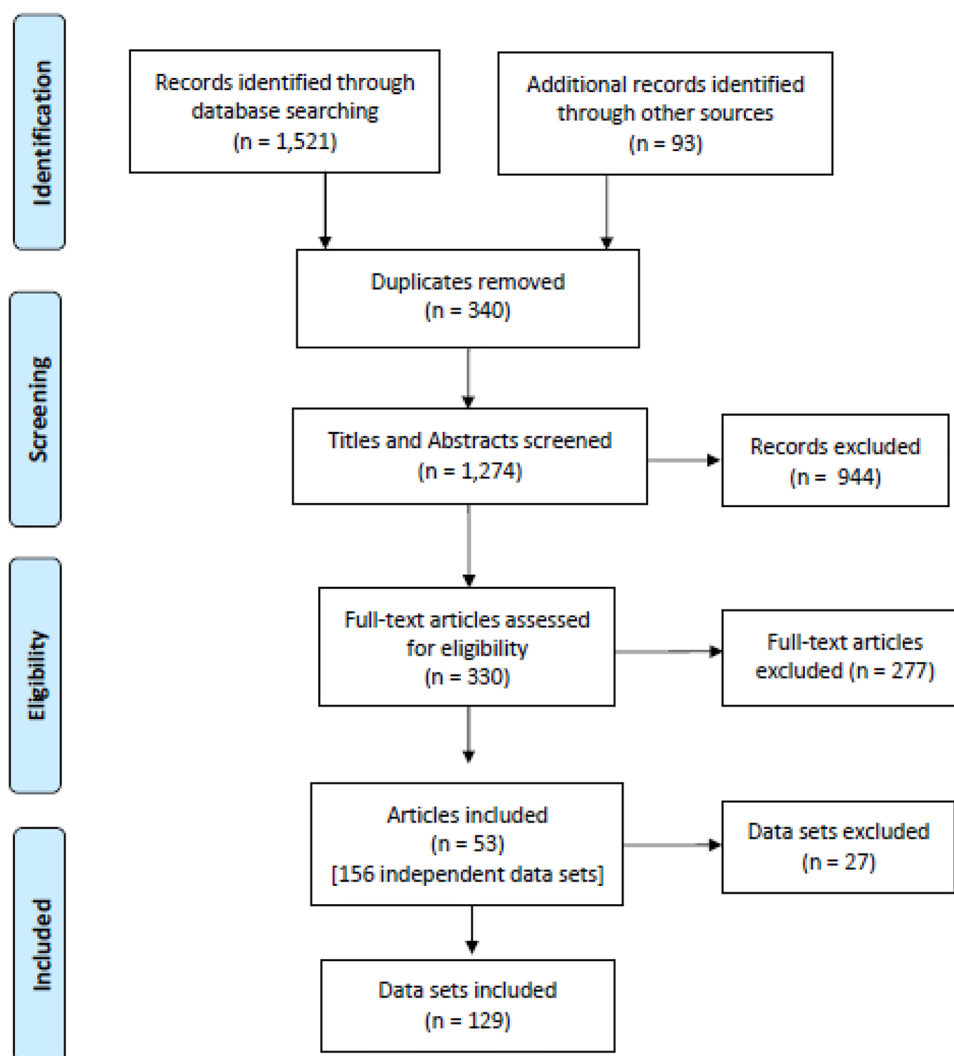 Identification
Records identified through
database searching
(n = 1,521)
Additional records identified
through other sources
(n = 93)
Duplicates removed
(n = 340)
Screening
Titles and Abstracts screened
(n = 1,274)
Records excluded
(n = 944)
Eligibility
Full-text articles assessed
for eligibility
(n = 330)
Full-text articles
excluded (n = 277)
Included
Articles included
(n = 53)
[156 independent data sets]
Data sets excluded
(n = 27)
Data sets included
(n = 129)